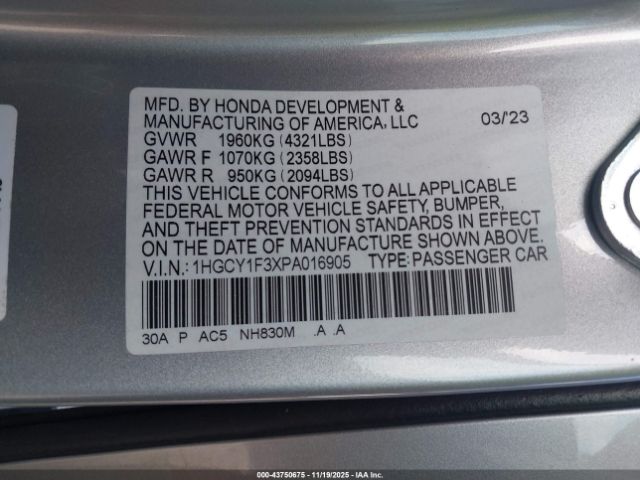 MFD. BY HONDA DEVELOPMENT &
MANUFACTURING OF AMERICA, LLC 03/'23
GVWR 1960KG (4321LBS)
GAWR F 1070KG (2358LBS)
GAWR R 950KG (2094LBS)
THIS VEHICLE CONFORMS TO ALL APPLICABLE
FEDERAL MOTOR VEHICLE SAFETY, BUMPER,
AND THEFT PREVENTION STANDARDS IN EFFECT
ON THE DATE OF MANUFACTURE SHOWN ABOVE.
V.I.N.:1HGCY1F3XPA016905 TYPE:PASSENGER CAR
30A P AC5 NH830M .A .A
000-43750675 - 11/19/2025 - IAAI, Inc. Copyright